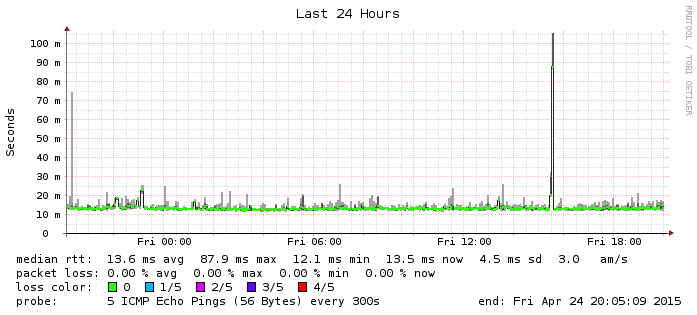 Last 24 Hours
RRDTOOL / TOBI OETIKER
Seconds
100 m
90 m
80 m
70 m
60 m
50 m
40 m
30 m
20 m
10 m
0
Fri 00:00 Fri 06:00 Fri 12:00 Fri 18:00
median rtt: 13.6 ms avg 87.9 ms max 12.1 ms min 13.5 ms now 4.5 ms sd 3.0 am/s
packet loss: 0.00 % avg 0.00 % max 0.00 % min 0.00 % now
loss color: 0 1/5 2/5 3/5 4/5
probe: 5 ICMP Echo Pings (56 Bytes) every 300s end: Fri Apr 24 20:05:09 2015